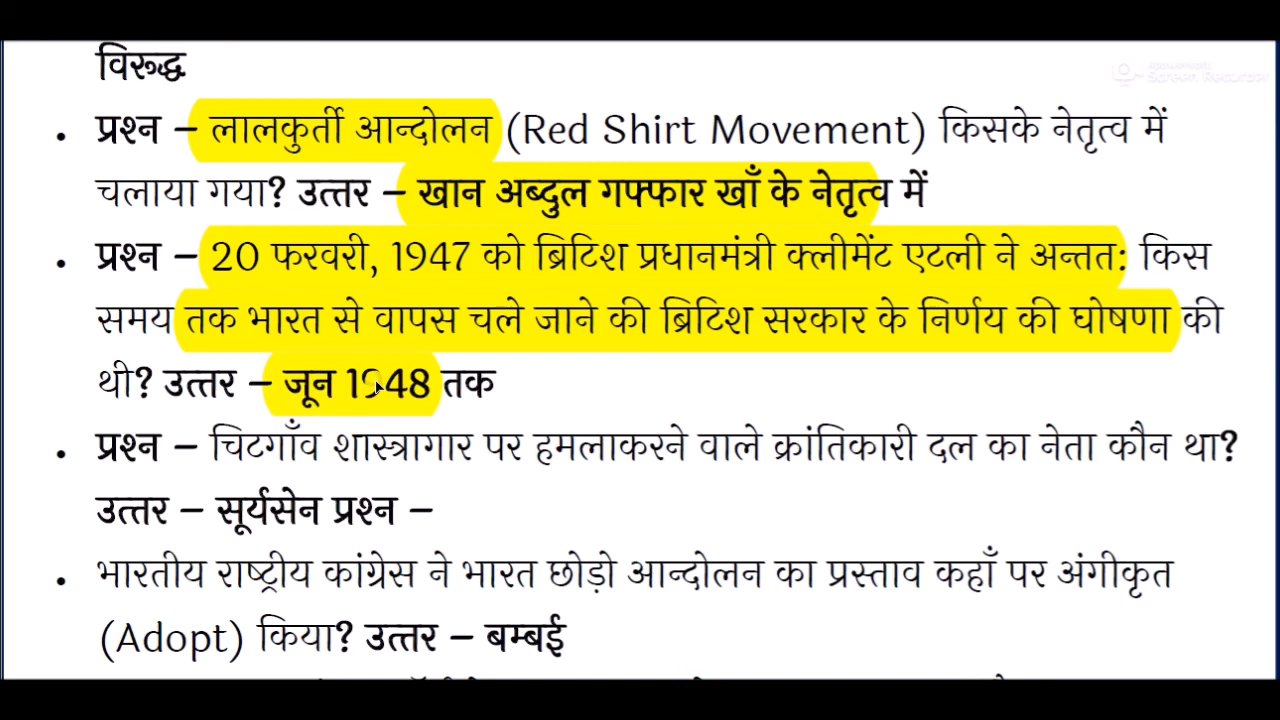 विरूद्ध
Screen Recorder
• प्रश्न – लालकुर्ती आन्दोलन (Red Shirt Movement) किसके नेतृत्व में
चलाया गया? उत्तर – खान अब्दुल गफ्फार खाँ के नेतृत्व में
• प्रश्न – 20 फरवरी, 1947 को ब्रिटिश प्रधानमंत्री क्लीमेंट एटली ने अन्तत: किस
समय तक भारत से वापस चले जाने की ब्रिटिश सरकार के निर्णय की घोषणा की
थी? उत्तर – जून 1948 तक
• प्रश्न – चिटगाँव शास्त्रागार पर हमलाकरने वाले क्रांतिकारी दल का नेता कौन था?
उत्तर – सूर्यसेन प्रश्न –
• भारतीय राष्ट्रीय कांग्रेस ने भारत छोड़ो आन्दोलन का प्रस्ताव कहाँ पर अंगीकृत
(Adopt) किया? उत्तर – बम्बई